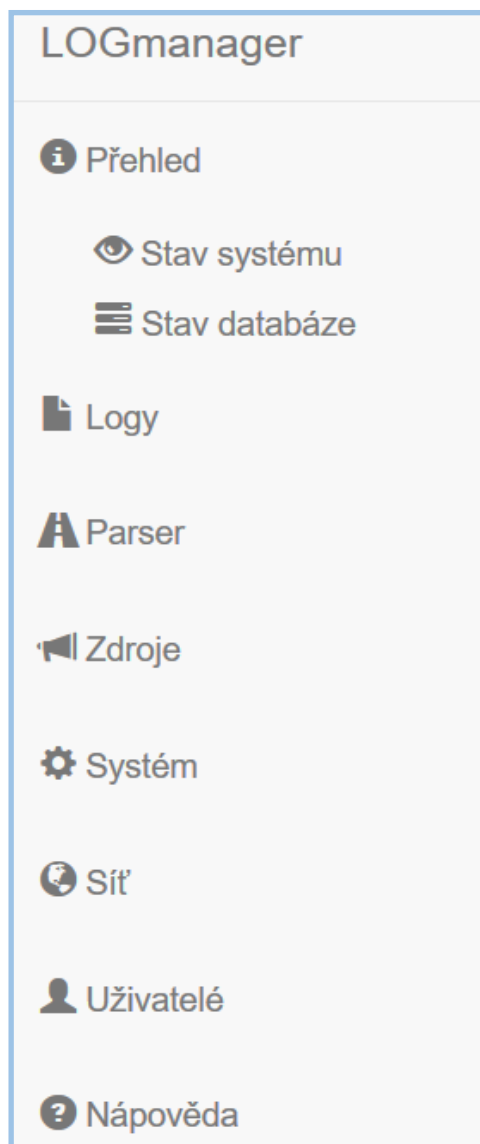 LOGmanager
Přehled
Stav systému
Stav databáze
Logy
Parser
Zdroje
Systém
Síť
Uživatelé
Nápověda